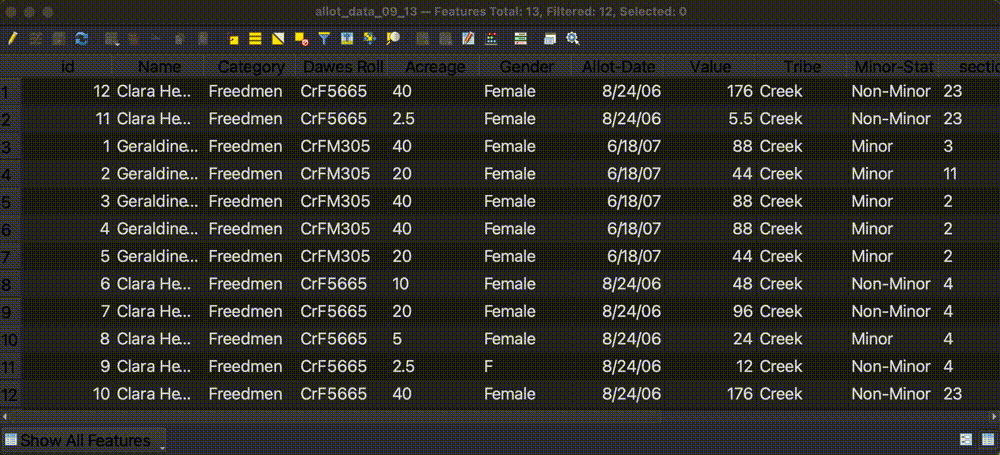 allot_data_09_13 — Features Total: 13, Filtered: 12, Selected: 0
id Name Category Dawes Roll Acreage Gender Allot-Date Value Tribe Minor-Stat sectic
1 12 Clara He... Freedmen CrF5665 40 Female 8/24/06 176 Creek Non-Minor 23
2 11 Clara He... Freedmen CrF5665 2.5 Female 8/24/06 5.5 Creek Non-Minor 23
3 1 Geraldine... Freedmen CrFM305 40 Female 6/18/07 88 Creek Minor 3
4 2 Geraldine... Freedmen CrFM305 20 Female 6/18/07 44 Creek Minor 11
5 3 Geraldine... Freedmen CrFM305 40 Female 6/18/07 88 Creek Minor 2
6 4 Geraldine... Freedmen CrFM305 40 Female 6/18/07 88 Creek Minor 2
7 5 Geraldine... Freedmen CrFM305 20 Female 6/18/07 44 Creek Minor 2
8 6 Clara He... Freedmen CrF5665 10 Female 8/24/06 48 Creek Non-Minor 4
9 7 Clara He... Freedmen CrF5665 20 Female 8/24/06 96 Creek Non-Minor 4
10 8 Clara He... Freedmen CrF5665 5 Female 8/24/06 24 Creek Minor 4
11 9 Clara He... Freedmen CrF5665 2.5 F 8/24/06 12 Creek Non-Minor 4
12 10 Clara He... Freedmen CrF5665 40 Female 8/24/06 176 Creek Non-Minor 23
Show All Features